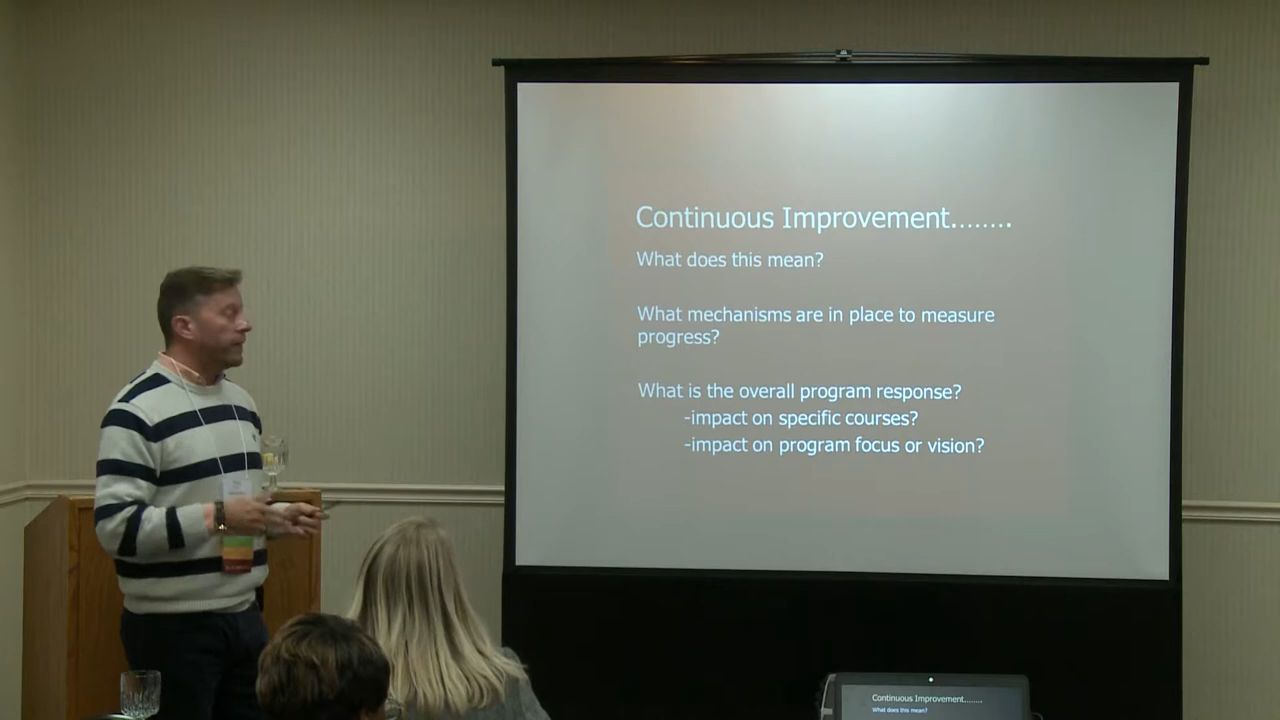 Continuous Improvement........
What does this mean?
What mechanisms are in place to measure
progress?
What is the overall program response?
-impact on specific courses?
-impact on program focus or vision?
Continuous Improvement........
What does this mean?